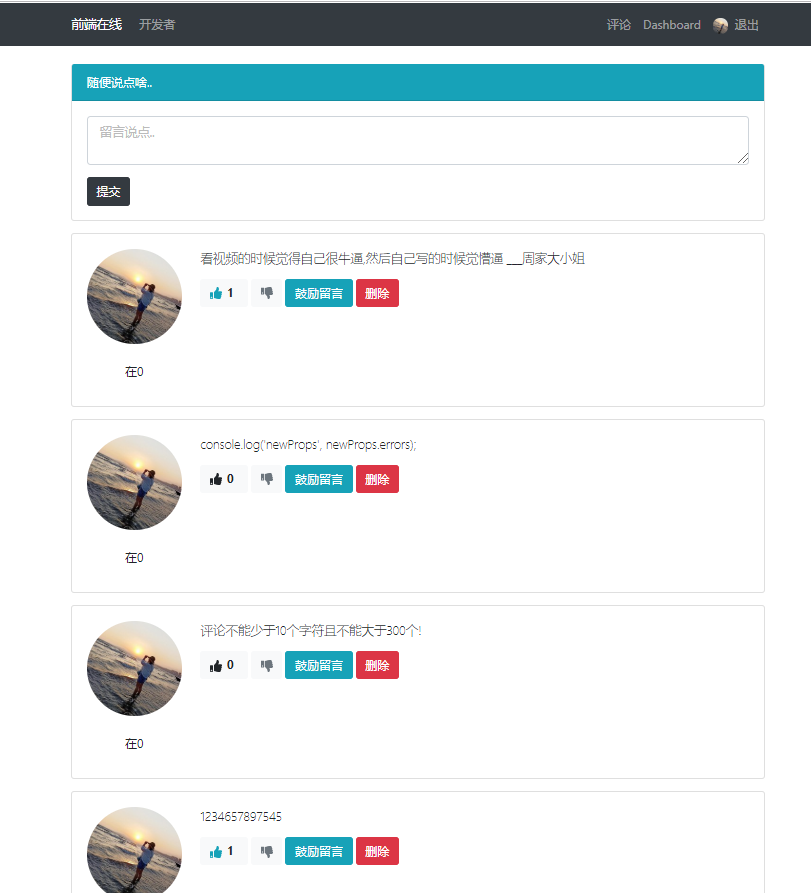 前端在线 开发者 评论 Dashboard 退出
随便说点啥..
留言说点..
提交
看视频的时候觉得自己很牛逼,然后自己写的时候觉懵逼 ___周家大小姐
1 鼓励留言 删除
在0
console.log('newProps', newProps.errors);
0 鼓励留言 删除
在0
评论不能少于10个字符且不能大于300个!
0 鼓励留言 删除
在0
1234657897545
1 鼓励留言 删除